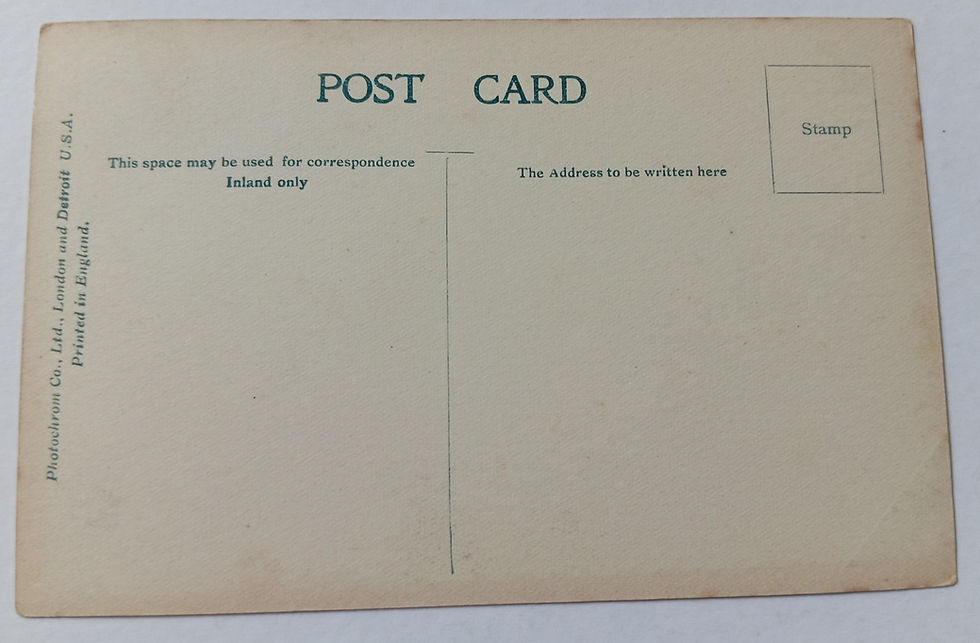 POST CARD
Stamp
This space may be used for correspondence
Inland only
The Address to be written here
Photochrom Co., Ltd., London and Detroit U.S.A.
Printed in England.